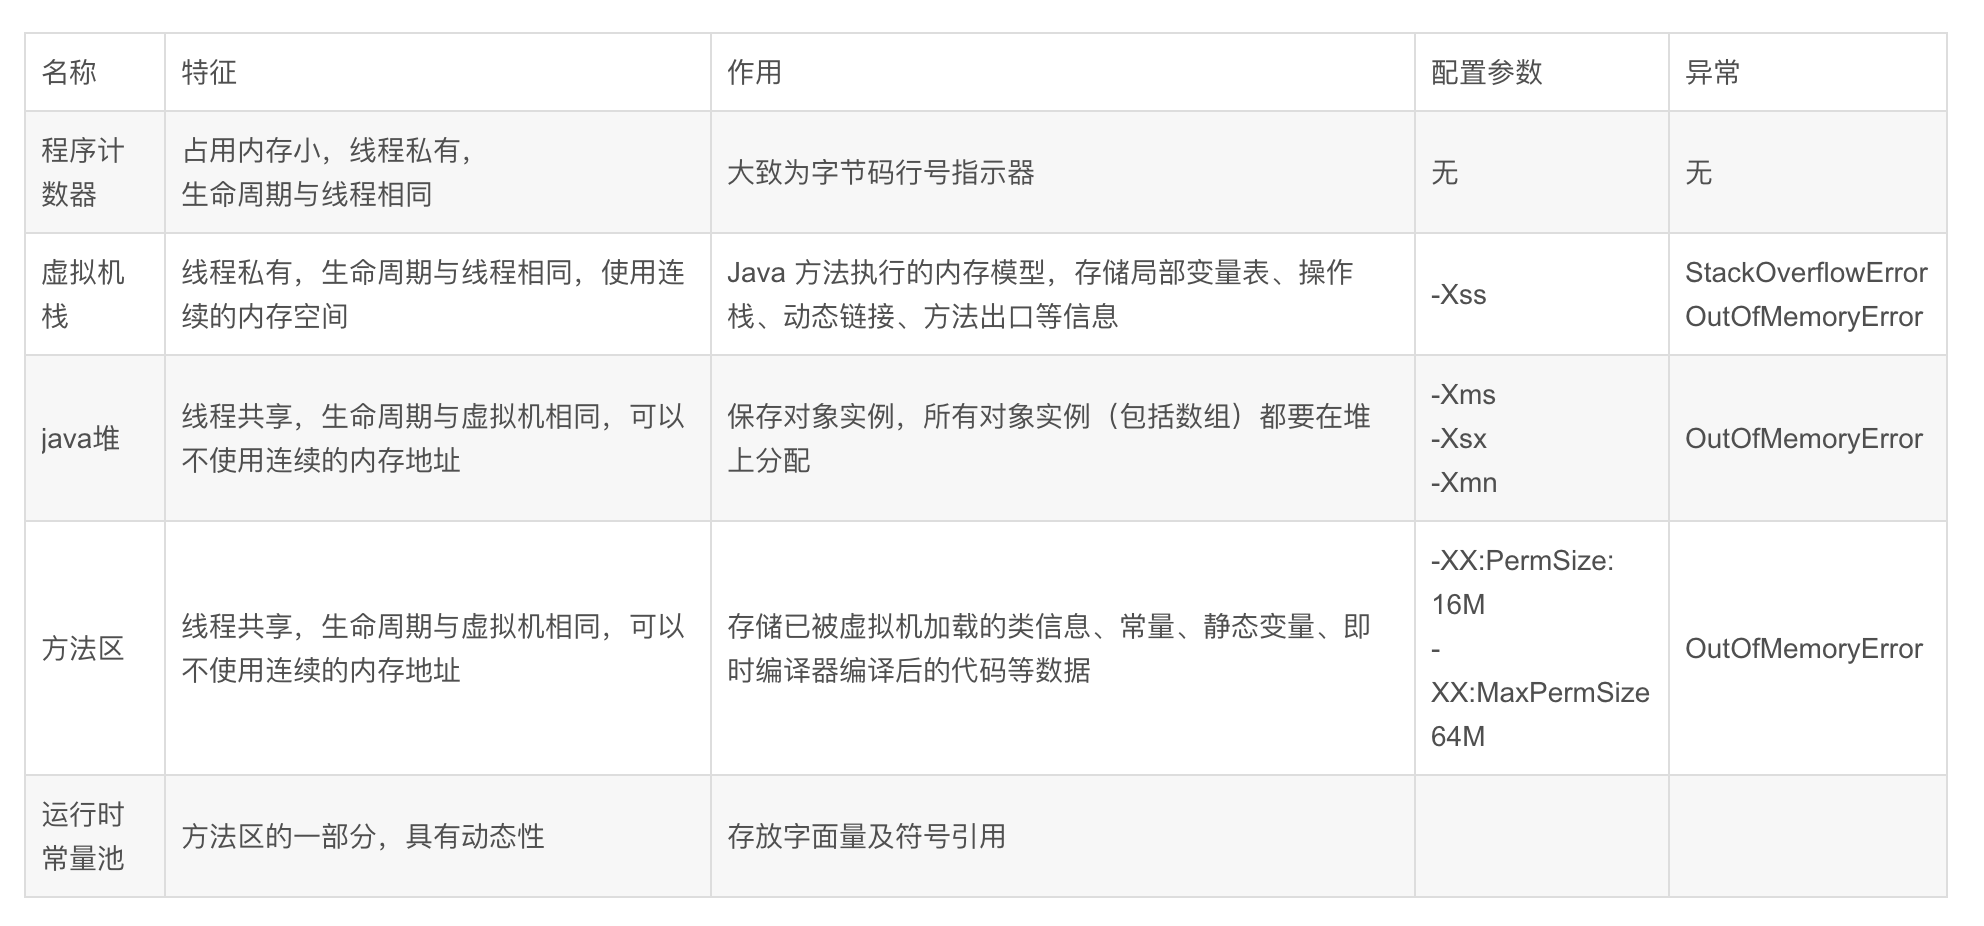 名称
特征
作用
配置参数
异常
程序计
数器
占用内存小，线程私有，
生命周期与线程相同
大致为字节码行号指示器
无
无
虚拟机
栈
线程私有，生命周期与线程相同，使用连
续的内存空间
Java 方法执行的内存模型，存储局部变量表、操作
栈、动态链接、方法出口等信息
-Xss
StackOverflowError
OutOfMemoryError
java堆
线程共享，生命周期与虚拟机相同，可以
不使用连续的内存地址
保存对象实例，所有对象实例（包括数组）都要在堆
上分配
-Xms
-Xsx
-Xmn
OutOfMemoryError
方法区
线程共享，生命周期与虚拟机相同，可以
不使用连续的内存地址
存储已被虚拟机加载的类信息、常量、静态变量、即
时编译器编译后的代码等数据
-XX:PermSize:
16M
-
XX:MaxPermSize
64M
OutOfMemoryError
运行时
常量池
方法区的一部分，具有动态性
存放字面量及符号引用